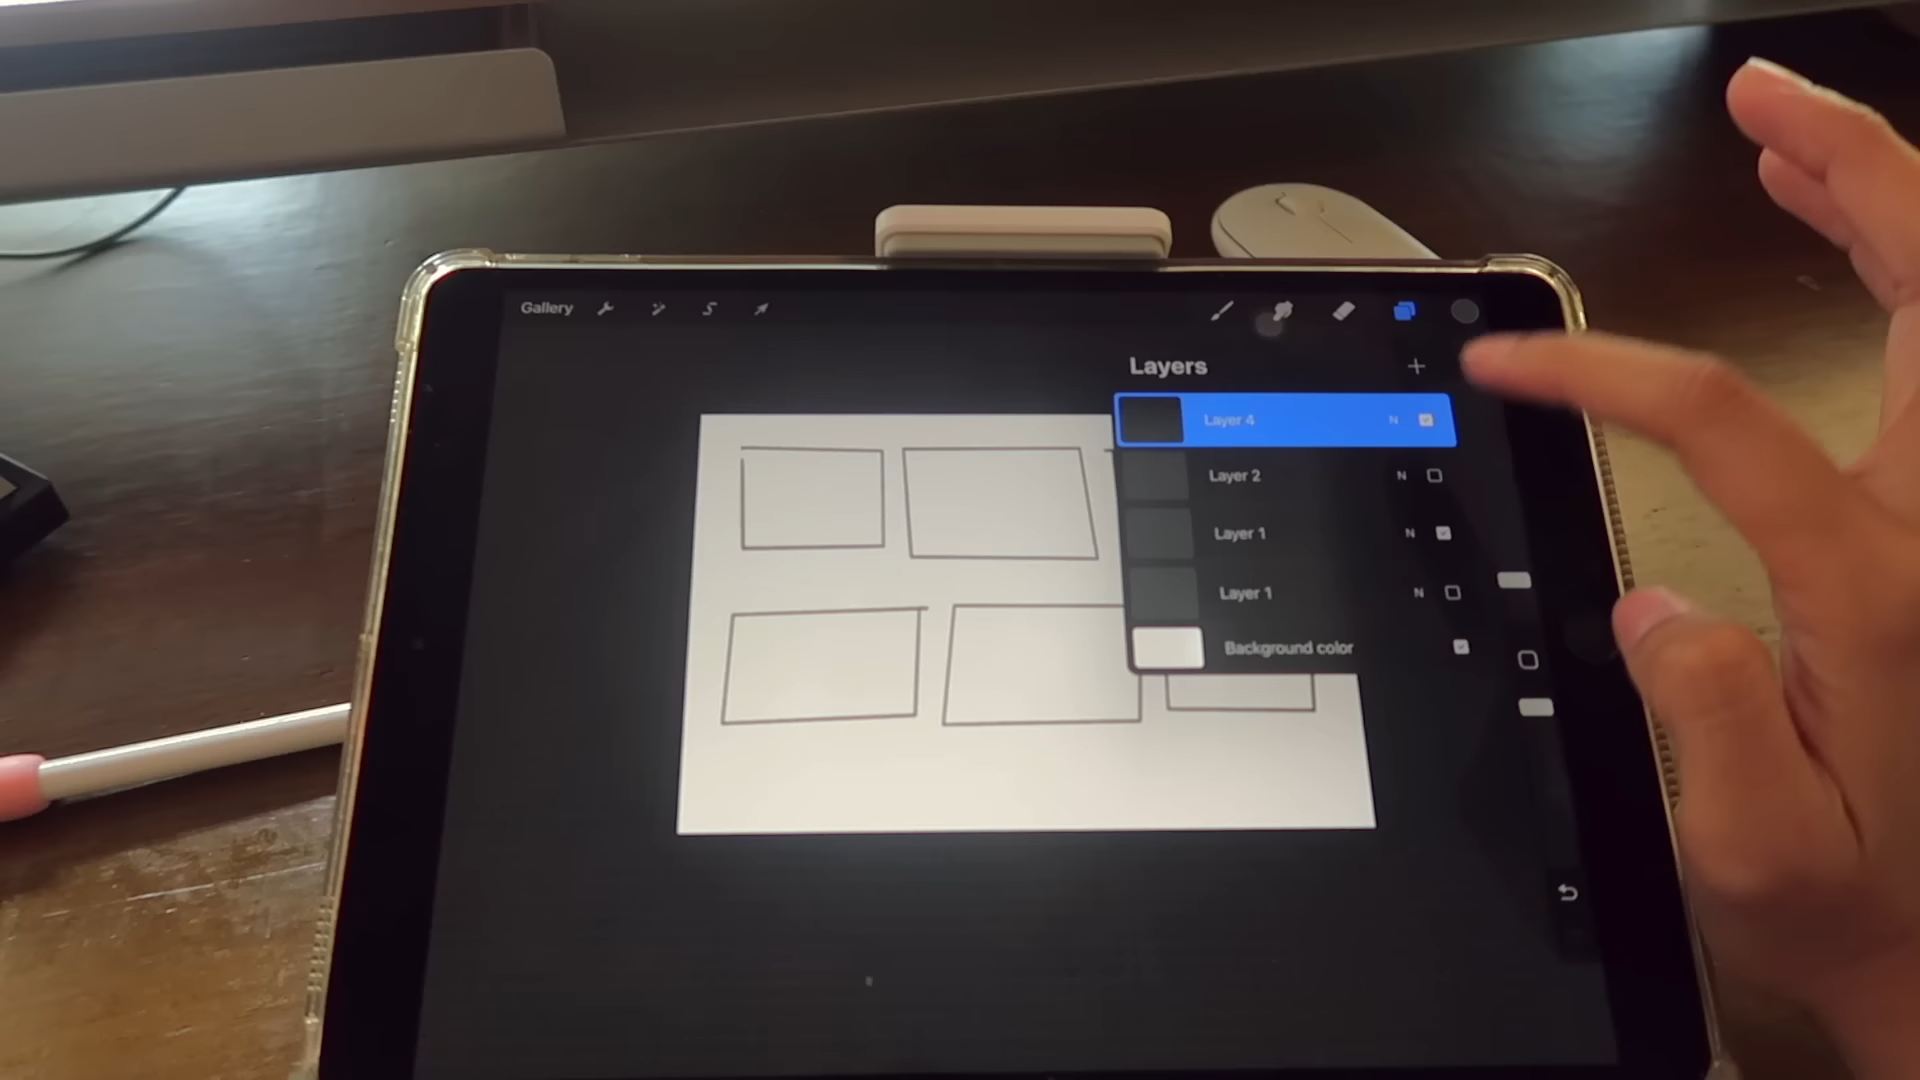 Gallery
Layers
Layer 4 N
Layer 2 N
Layer 1 N
Layer 1 N
Background color